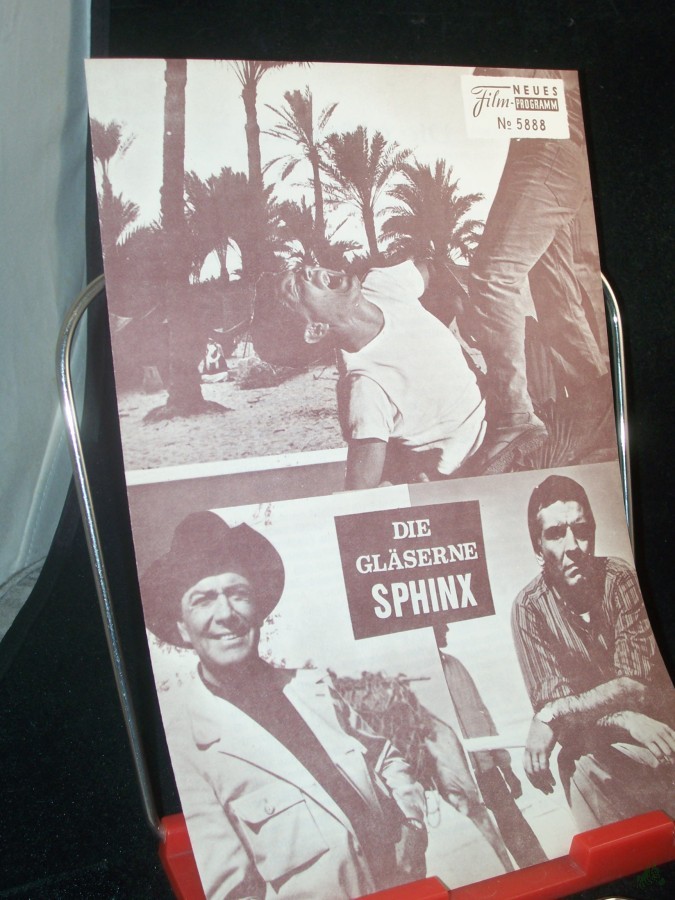 NEUES
Film-PROGRAMM
No 5888
DIE
GLÄSERNE
SPHINX